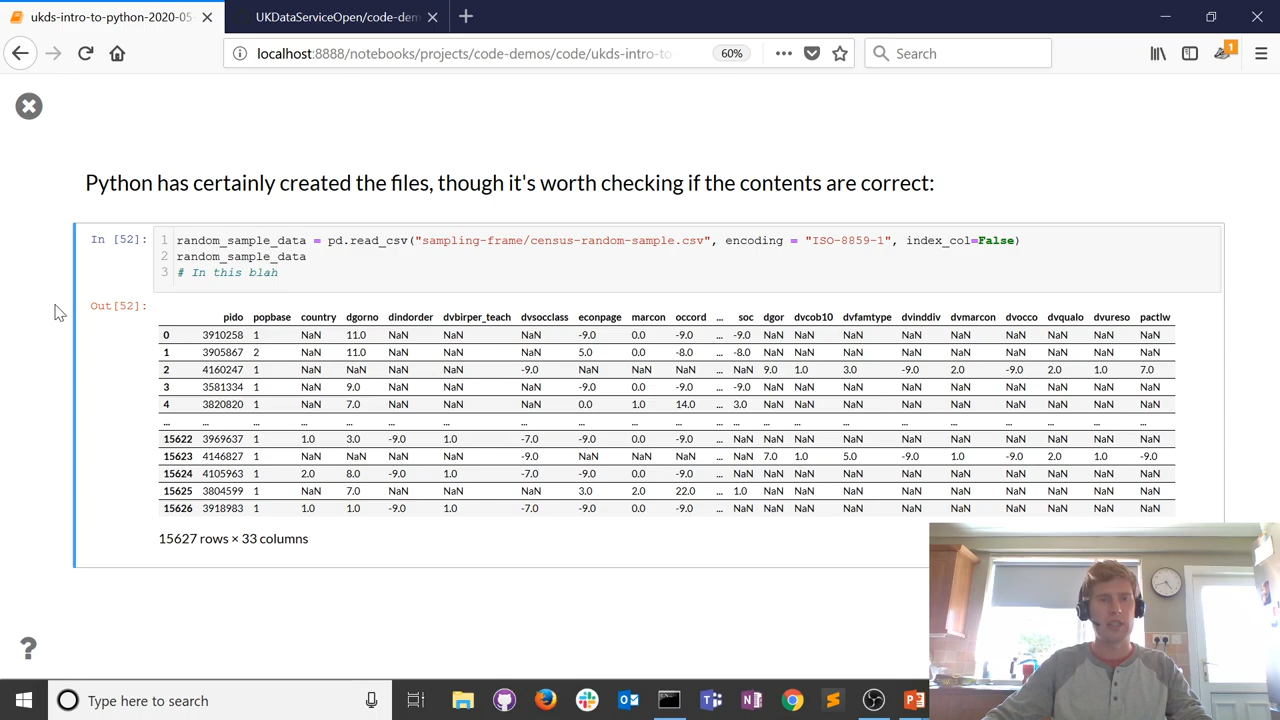 ukds-intro-to-python-2020-05-
UKDataServiceOpen/code-dem
localhost:8888/notebooks/projects/code-demos/code/ukds-intro-to
60%
Search
1
Python has certainly created the files, though it's worth checking if the contents are correct:
In [52]:
1 random_sample_data = pd.read_csv("sampling-frame/census-random-sample.csv", encoding = "ISO-8859-1", index_col=False)
2 random_sample_data
3 # In this blah
Out[52]:
pido popbase country dgorno dindorder dvbirper_teach dvsocclass econpage marcon occord ... soc dgor dvcob10 dvfamtype dvinddiv dvmarcon dvocco dvqualo dvureso pactlw
0 3910258 1 NaN 11.0 NaN NaN NaN -9.0 0.0 -9.0 ... -9.0 NaN NaN NaN NaN NaN NaN NaN NaN NaN
1 3905867 2 NaN 11.0 NaN NaN NaN 5.0 0.0 -8.0 ... -8.0 NaN NaN NaN NaN NaN NaN NaN NaN NaN
2 4160247 1 NaN NaN NaN NaN -9.0 NaN NaN NaN ... NaN 9.0 1.0 3.0 -9.0 2.0 -9.0 2.0 1.0 7.0
3 3581334 1 NaN 9.0 NaN NaN NaN -9.0 0.0 -9.0 ... -9.0 NaN NaN NaN NaN NaN NaN NaN NaN NaN
4 3820820 1 NaN 7.0 NaN NaN NaN 0.0 1.0 14.0 ... 3.0 NaN NaN NaN NaN NaN NaN NaN NaN NaN
... ... ... ... ... ... ... ... ... ... ... ... ... ... ... ... ... ... ... ... ...
15622 3969637 1 1.0 3.0 -9.0 1.0 -7.0 -9.0 0.0 -9.0 ... NaN NaN NaN NaN NaN NaN NaN NaN NaN NaN
15623 4146827 1 NaN NaN NaN NaN -9.0 NaN NaN NaN ... NaN 7.0 1.0 5.0 -9.0 1.0 -9.0 2.0 1.0 -9.0
15624 4105963 1 2.0 8.0 -9.0 1.0 -7.0 -9.0 0.0 -9.0 ... NaN NaN NaN NaN NaN NaN NaN NaN NaN NaN
15625 3804599 1 NaN 7.0 NaN NaN NaN 3.0 2.0 22.0 ... 1.0 NaN NaN NaN NaN NaN NaN NaN NaN NaN
15626 3918983 1 1.0 1.0 -9.0 1.0 -7.0 -9.0 0.0 -9.0 ... NaN NaN NaN NaN NaN NaN NaN NaN NaN NaN
15627 rows × 33 columns
Type here to search